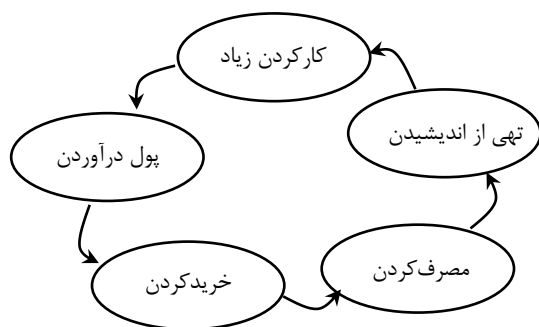 کارکردن زیاد
تهی از اندیشیدن
پول درآوردن
مصرف‌کردن
خریدکردن